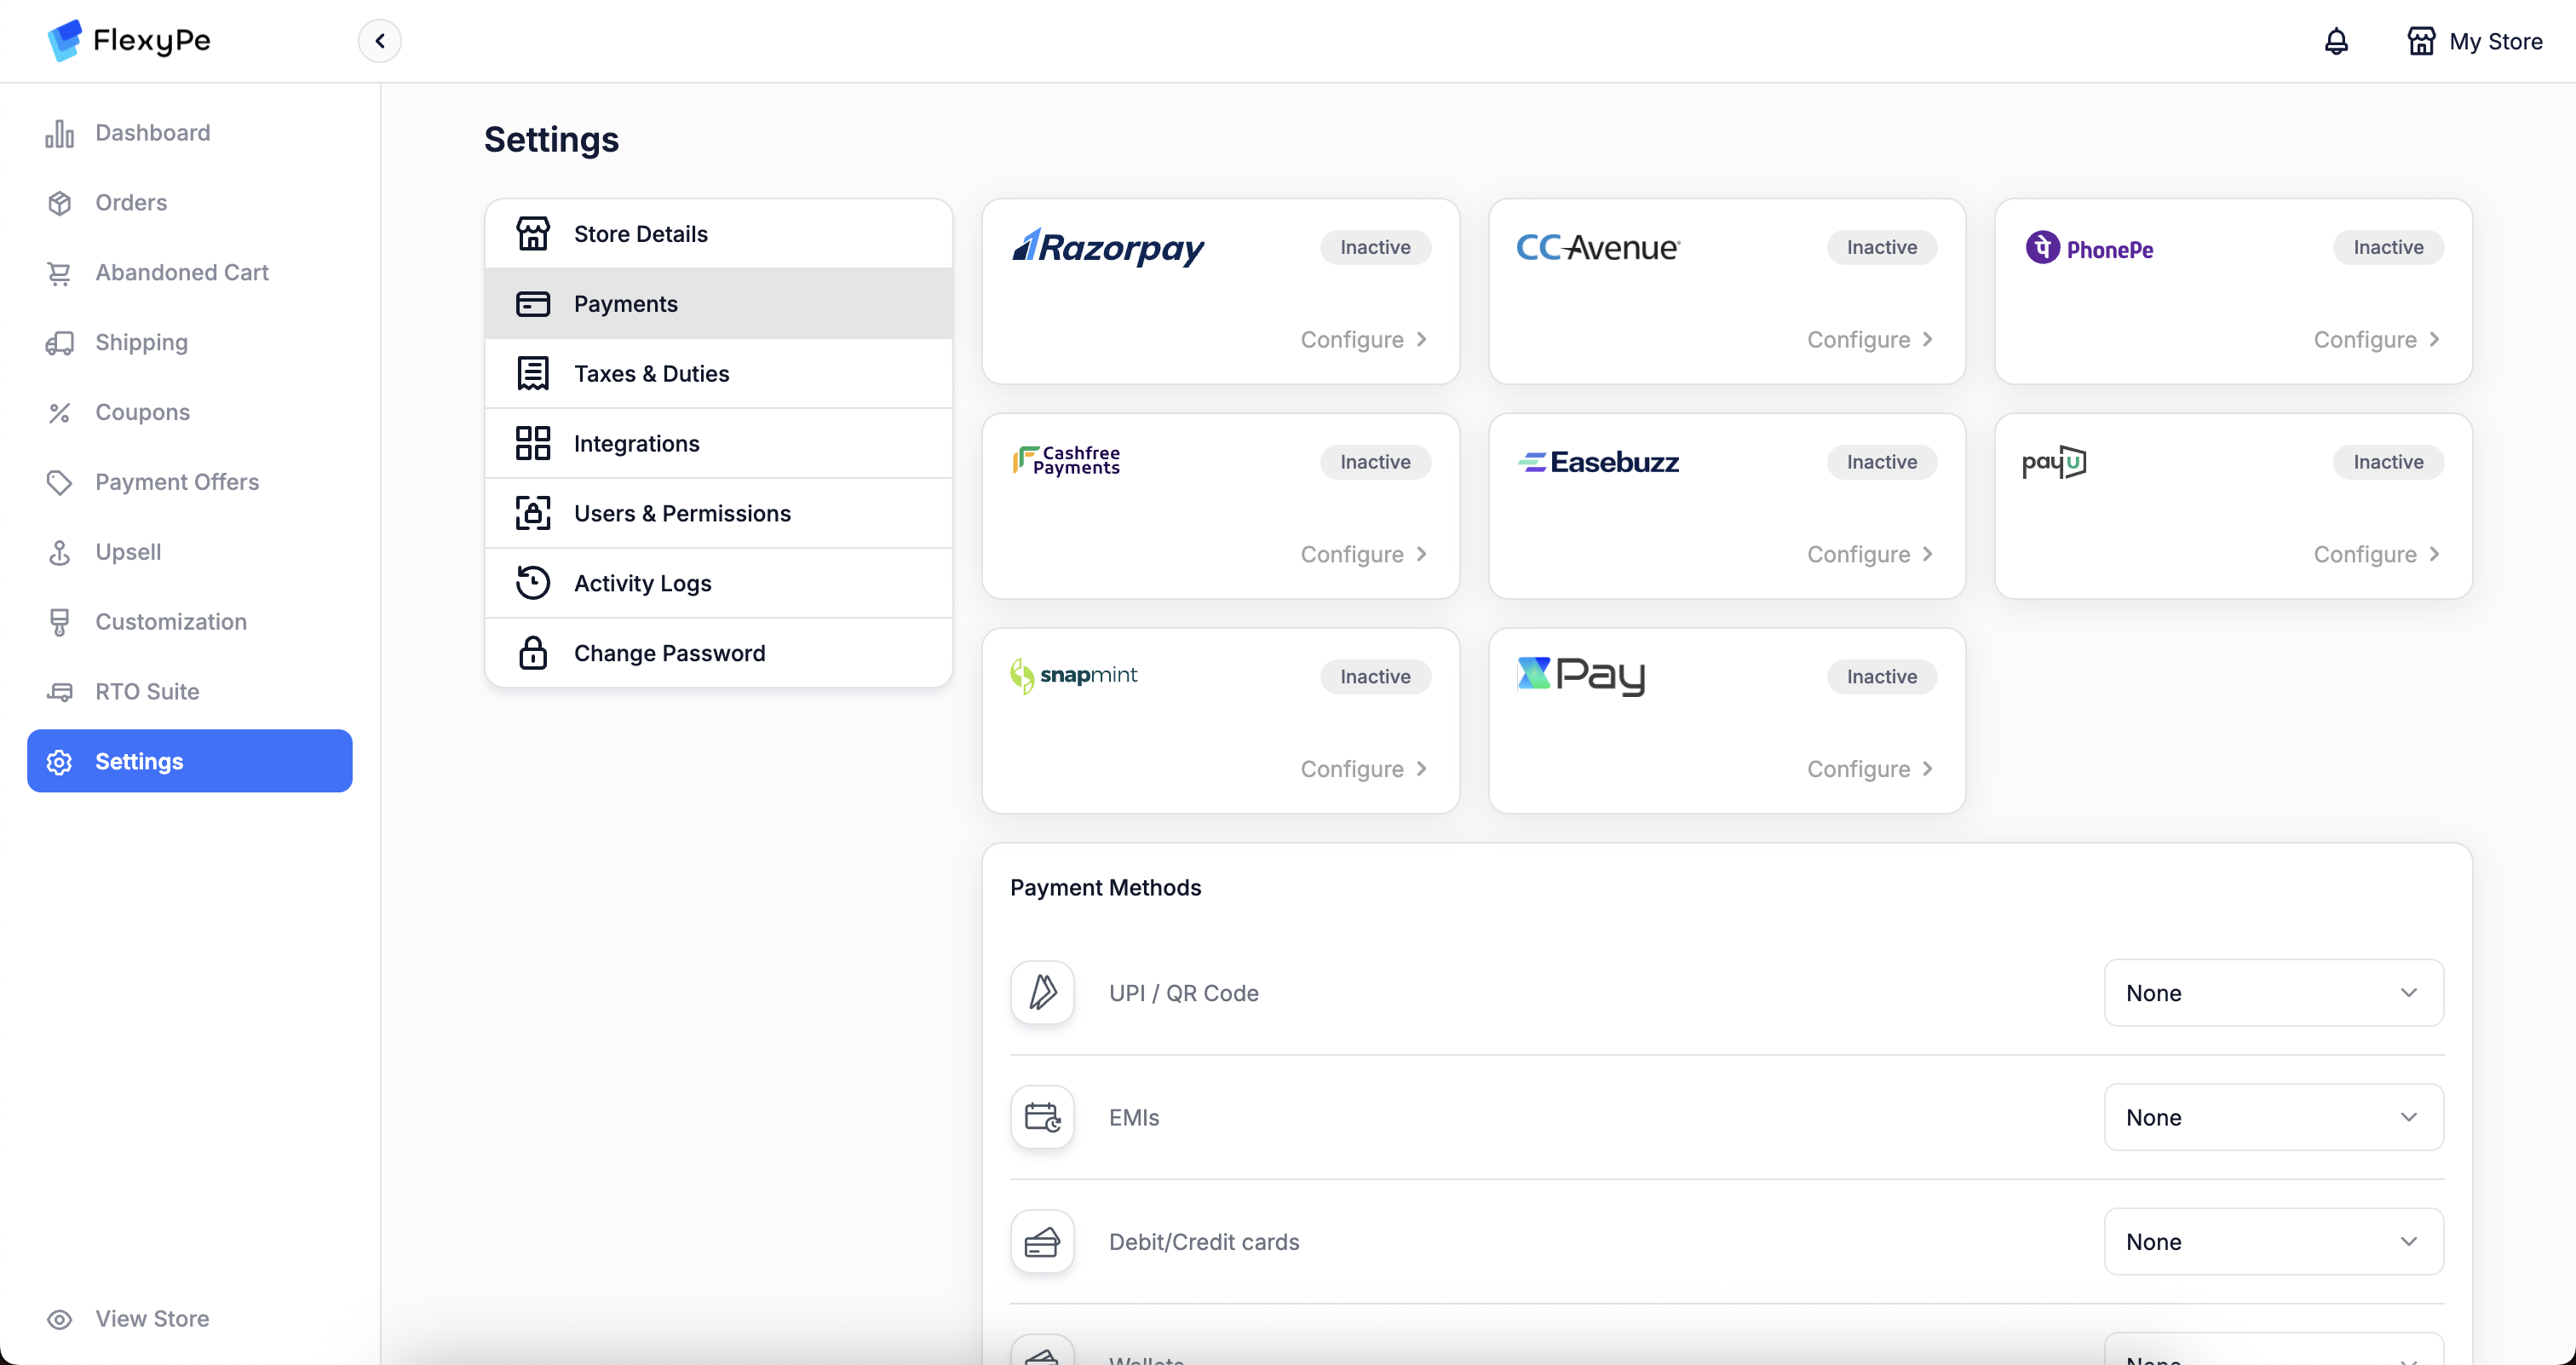 FlexyPe
My Store
Dashboard
Orders
Abandoned Cart
Shipping
Coupons
Payment Offers
Upsell
Customization
RTO Suite
Settings
View Store
Settings
Store Details
Payments
Taxes & Duties
Integrations
Users & Permissions
Activity Logs
Change Password
Razorpay
Inactive
Configure
CCAvenue
Inactive
Configure
पे PhonePe
Inactive
Configure
Cashfree
Payments
Inactive
Configure
Easebuzz
Inactive
Configure
payU
Inactive
Configure
snapmint
Inactive
Configure
XPay
Inactive
Configure
Payment Methods
UPI / QR Code
None
EMIs
None
Debit/Credit cards
None